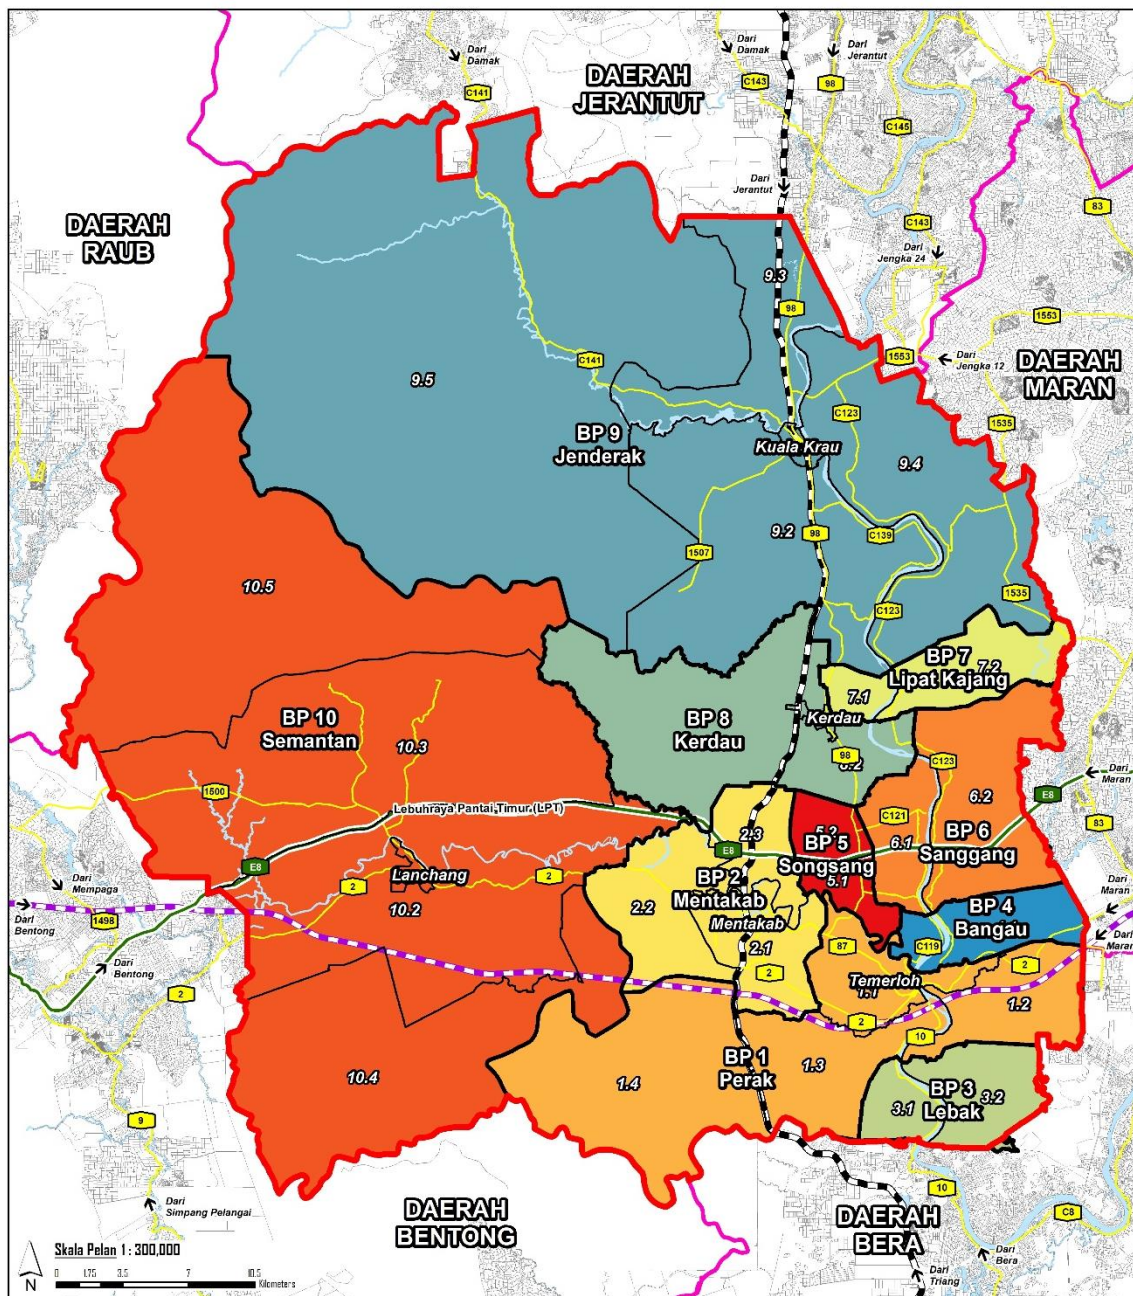 Dari
Damak
C141
DAERAH
JERANTUT
Dari
Damak
C143
Dari
Jerantut
98
C145
Dari
Jerantut
83
C143
Dari
Jengka 24
DAERAH
RAUB
9.3
98
1553
1553
Dari
Jengka 12
DAERAH
MARAN
C141
9.5
C123
1535
BP 9
Jenderak
Kuala Krau
9.4
9.2
98
C139
1507
10.5
C123
1535
BP 7
Lipat Kajang
7.2
7.1
BP 10
Semantan
10.3
BP 8
Kerdau
Kerdau
98
C123
Dari
Maran
1500
Lebuhraya Pantai Timur (LPT)
E8
6.2
C121
83
2.3
5.2
6.1
BP 6
Sanggang
E8
BP 5
Songsang
E8
5.1
Dari
Mempaga
Lanchang
2
2
BP 2
Mentakab
Dari
Maran
10.2
2.2
Mentakab
BP 4
Bangau
Dari
Bentong
1498
Dari
Maran
2.1
87
C119
Dari
Bentong
2
2
Temerloh
2
1.1
1.2
2
10
10.4
1.4
BP 1
Perak
1.3
BP 3
Lebak
3.1
3.2
9
Dari
Simpang Pelangai
DAERAH
BENTONG
DAERAH
BERA
10
C8
Dari
Bera
Dari
Triang
Skala Pelan 1 : 300,000
0 1.75 3.5 7 10.5
Kilometers
N